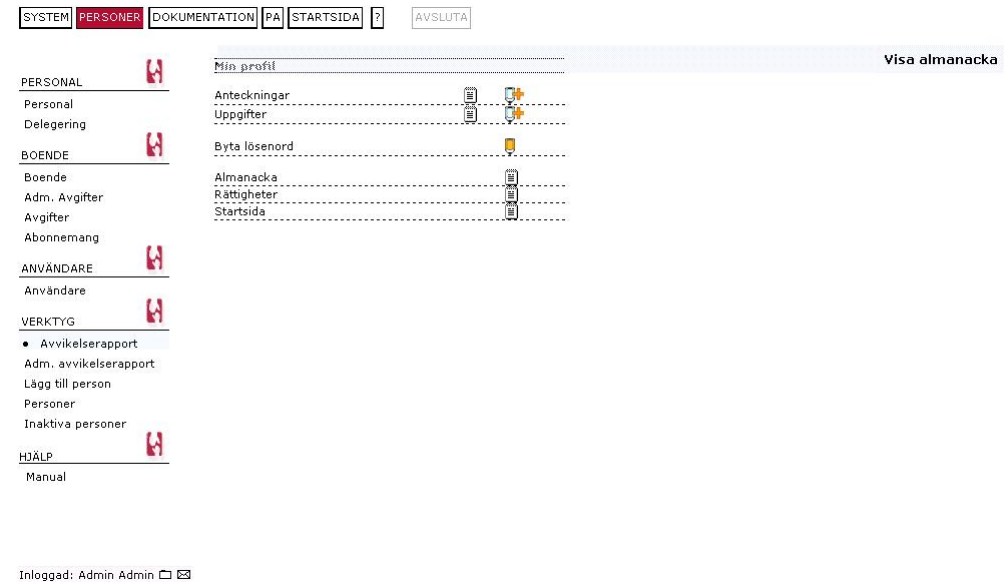 SYSTEM PERSONER DOKUMENTATION PA STARTSIDA ? AVSLUTA
Visa almanacka
PERSONAL
Personal
Delegering
BOENDE
Boende
Adm. Avgifter
Avgifter
Abonnemang
ANVÄNDARE
Användare
VERKTYG
• Avvikelserapport
Adm. avvikelserapport
Lägg till person
Personer
Inaktiva personer
HJÄLP
Manual
Min profil
Anteckningar
Uppgifter
Byta lösenord
Almanacka
Rättigheter
Startsida
Inloggad: Admin Admin